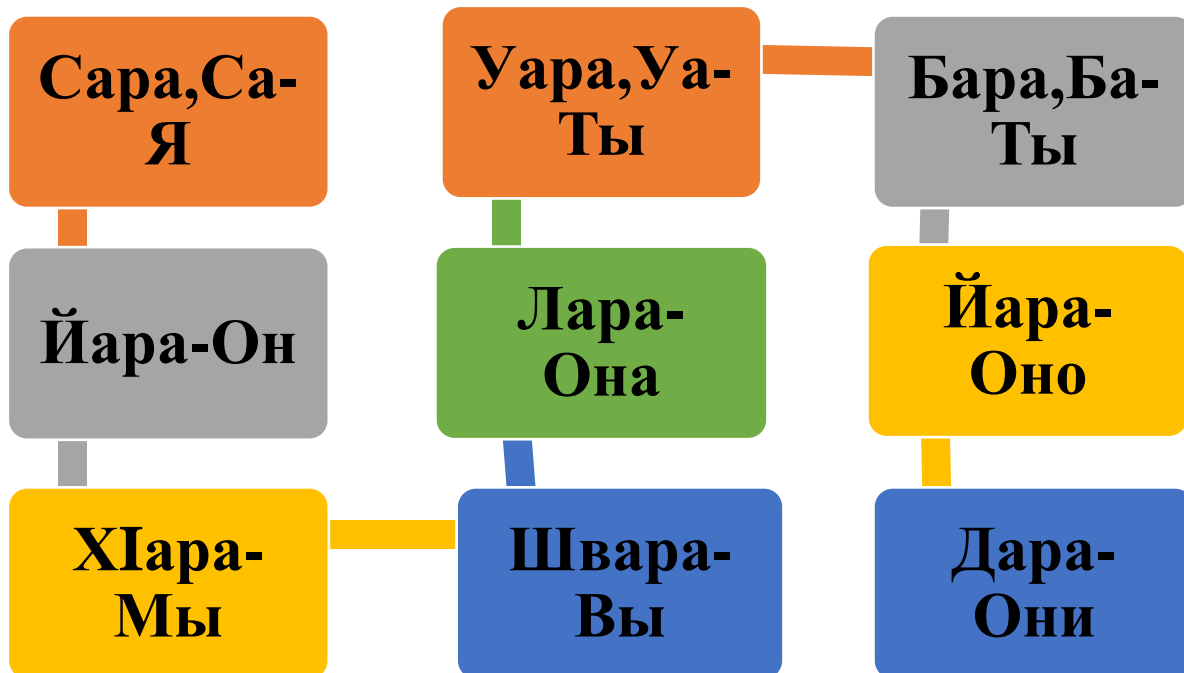 Сара,Са-
Я
Уара,Уа-
Ты
Бара,Ба-
Ты
Йара-Он
Лара-
Она
Йара-
Оно
ХIара-
Мы
Швара-
Вы
Дара-
Они